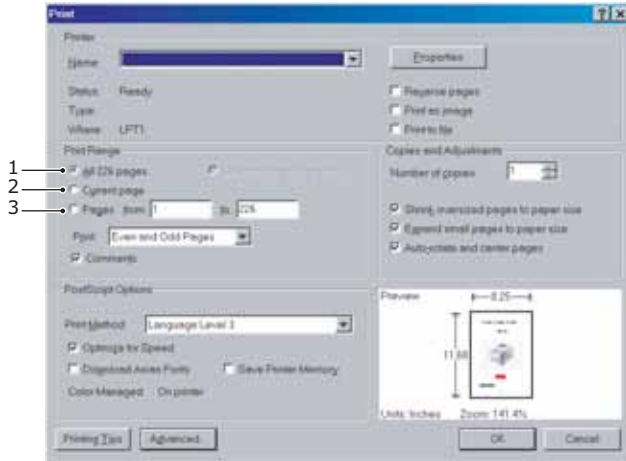 Print
Printer
Name
Properties
Status: Ready
Type:
Where: LPT1:
Reverse pages
Print as image
Print to file
Print Range
1
All 226 pages
2
Current page
3
Pages from 1 to 226
Print: Even and Odd Pages
Comments
Copies and Adjustments
Number of copies: 1
Shrink oversized pages to paper size
Expand small pages to paper size
Auto-rotate and center pages
PostScript Options
Print Method: Language Level 3
Optimize for Speed
Download Asian Fonts
Save Printer Memory
Color Managed: On printer
Preview
8.25
Units: Inches Zoom: 141.4%
Printing Tips
Advanced
OK
Cancel